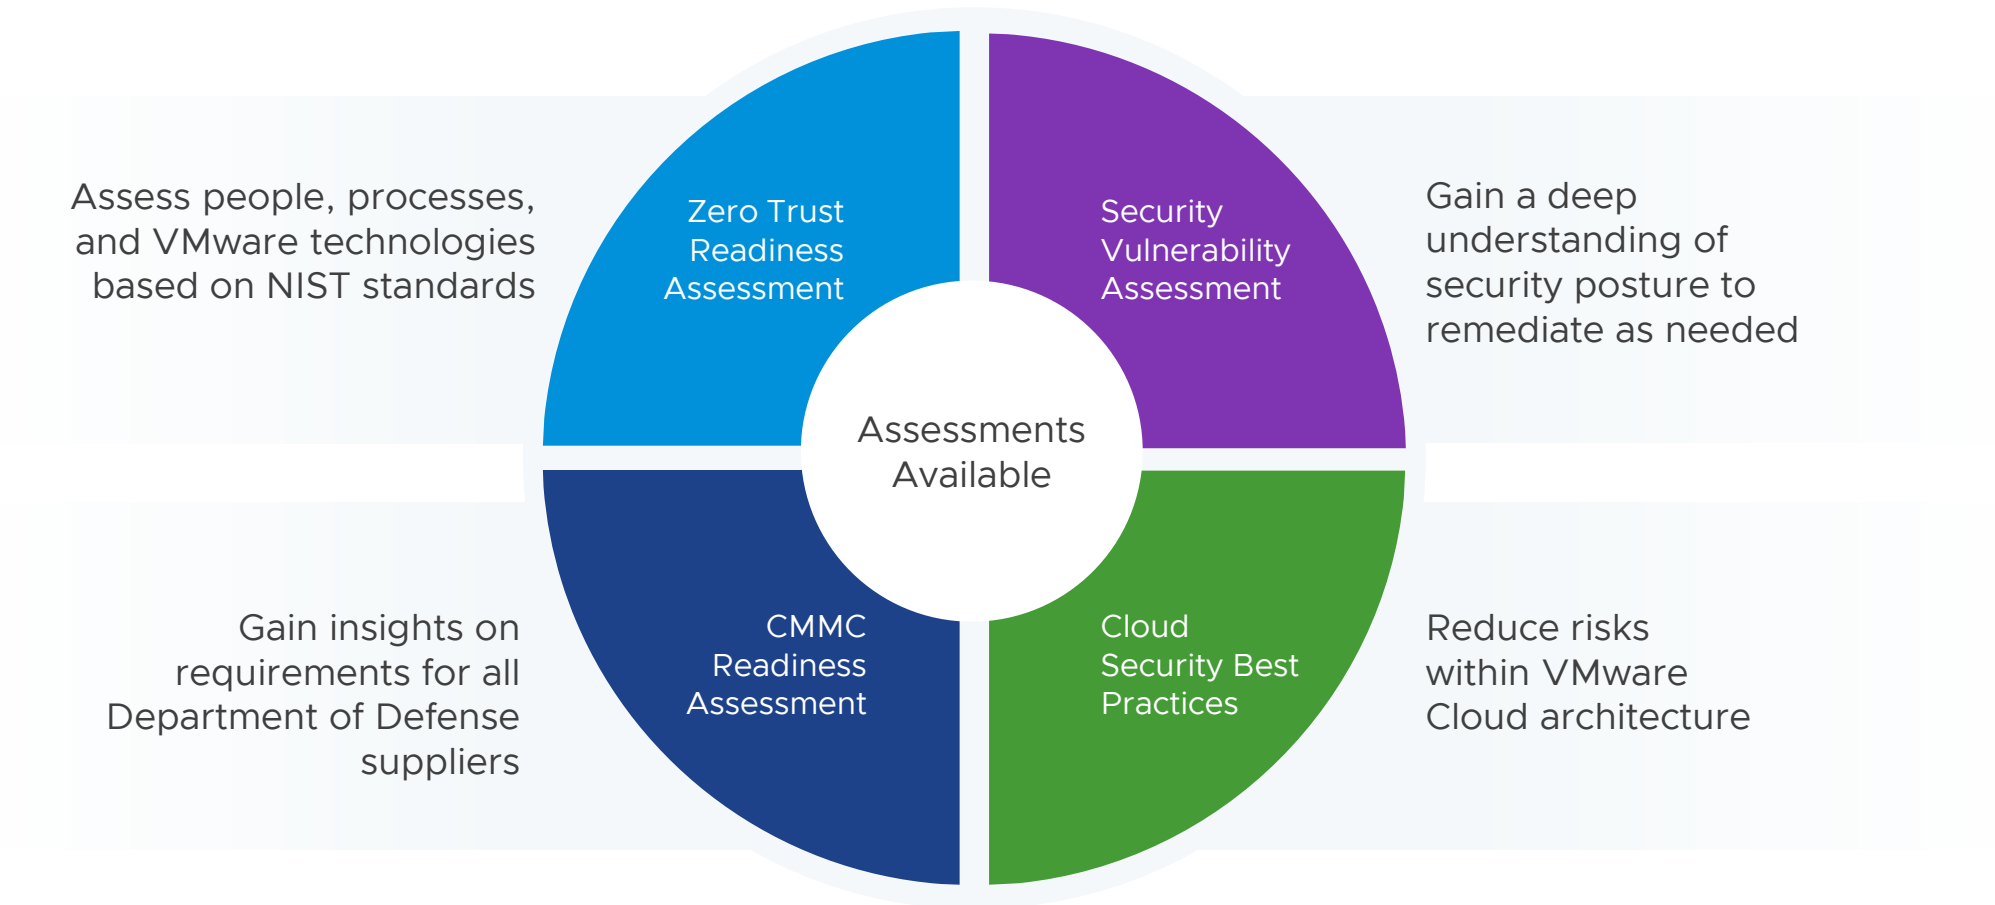 Assess people, processes,
and VMware technologies
based on NIST standards
Zero Trust
Readiness
Assessment
Security
Vulnerability
Assessment
Gain a deep
understanding of
security posture to
remediate as needed
Assessments
Available
Gain insights on
requirements for all
Department of Defense
suppliers
CMMC
Readiness
Assessment
Cloud
Security Best
Practices
Reduce risks
within VMware
Cloud architecture